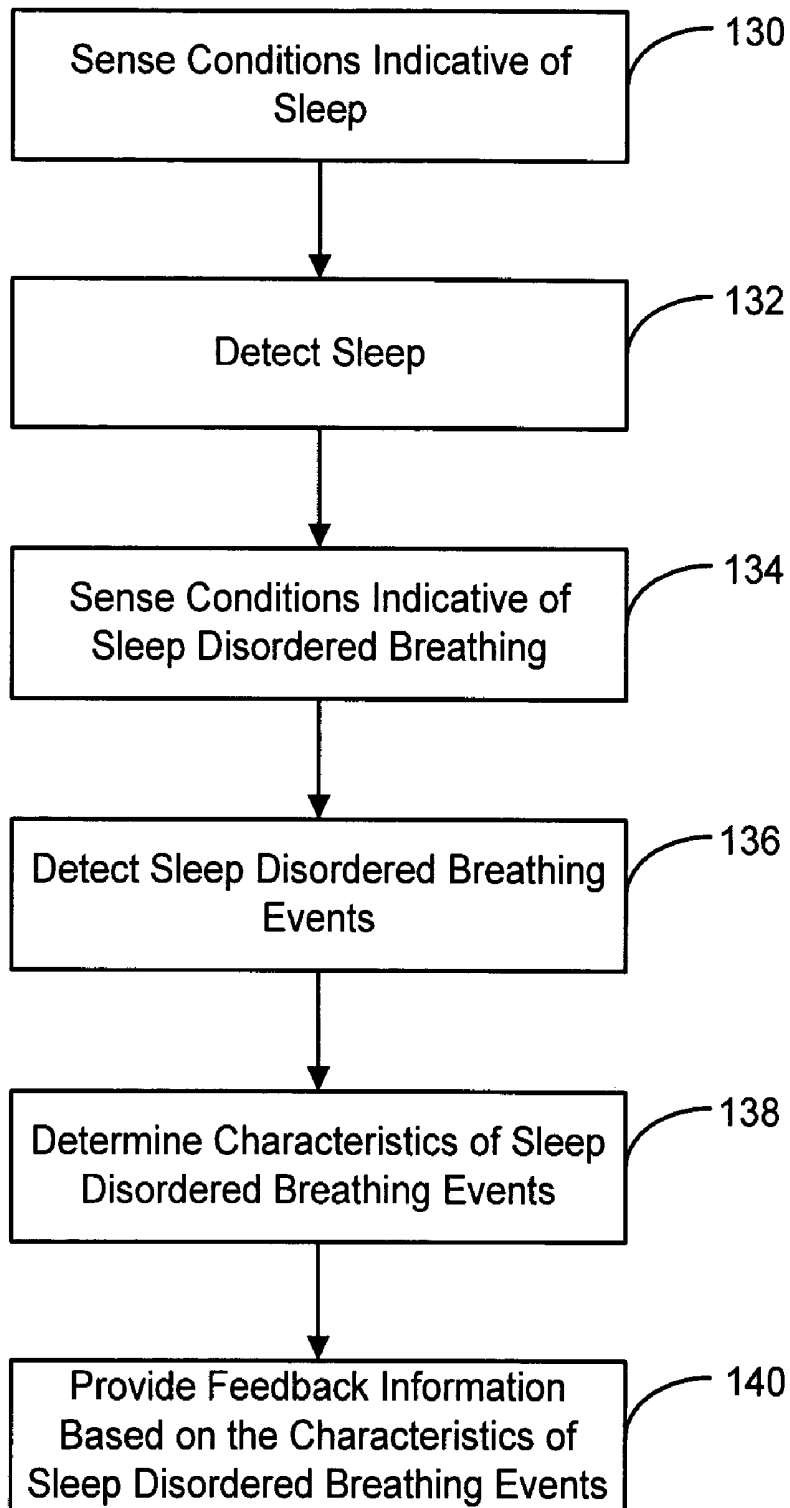 130
Sense Conditions Indicative of
Sleep
132
Detect Sleep
134
Sense Conditions Indicative of
Sleep Disordered Breathing
136
Detect Sleep Disordered Breathing
Events
138
Determine Characteristics of Sleep
Disordered Breathing Events
140
Provide Feedback Information
Based on the Characteristics of
Sleep Disordered Breathing Events